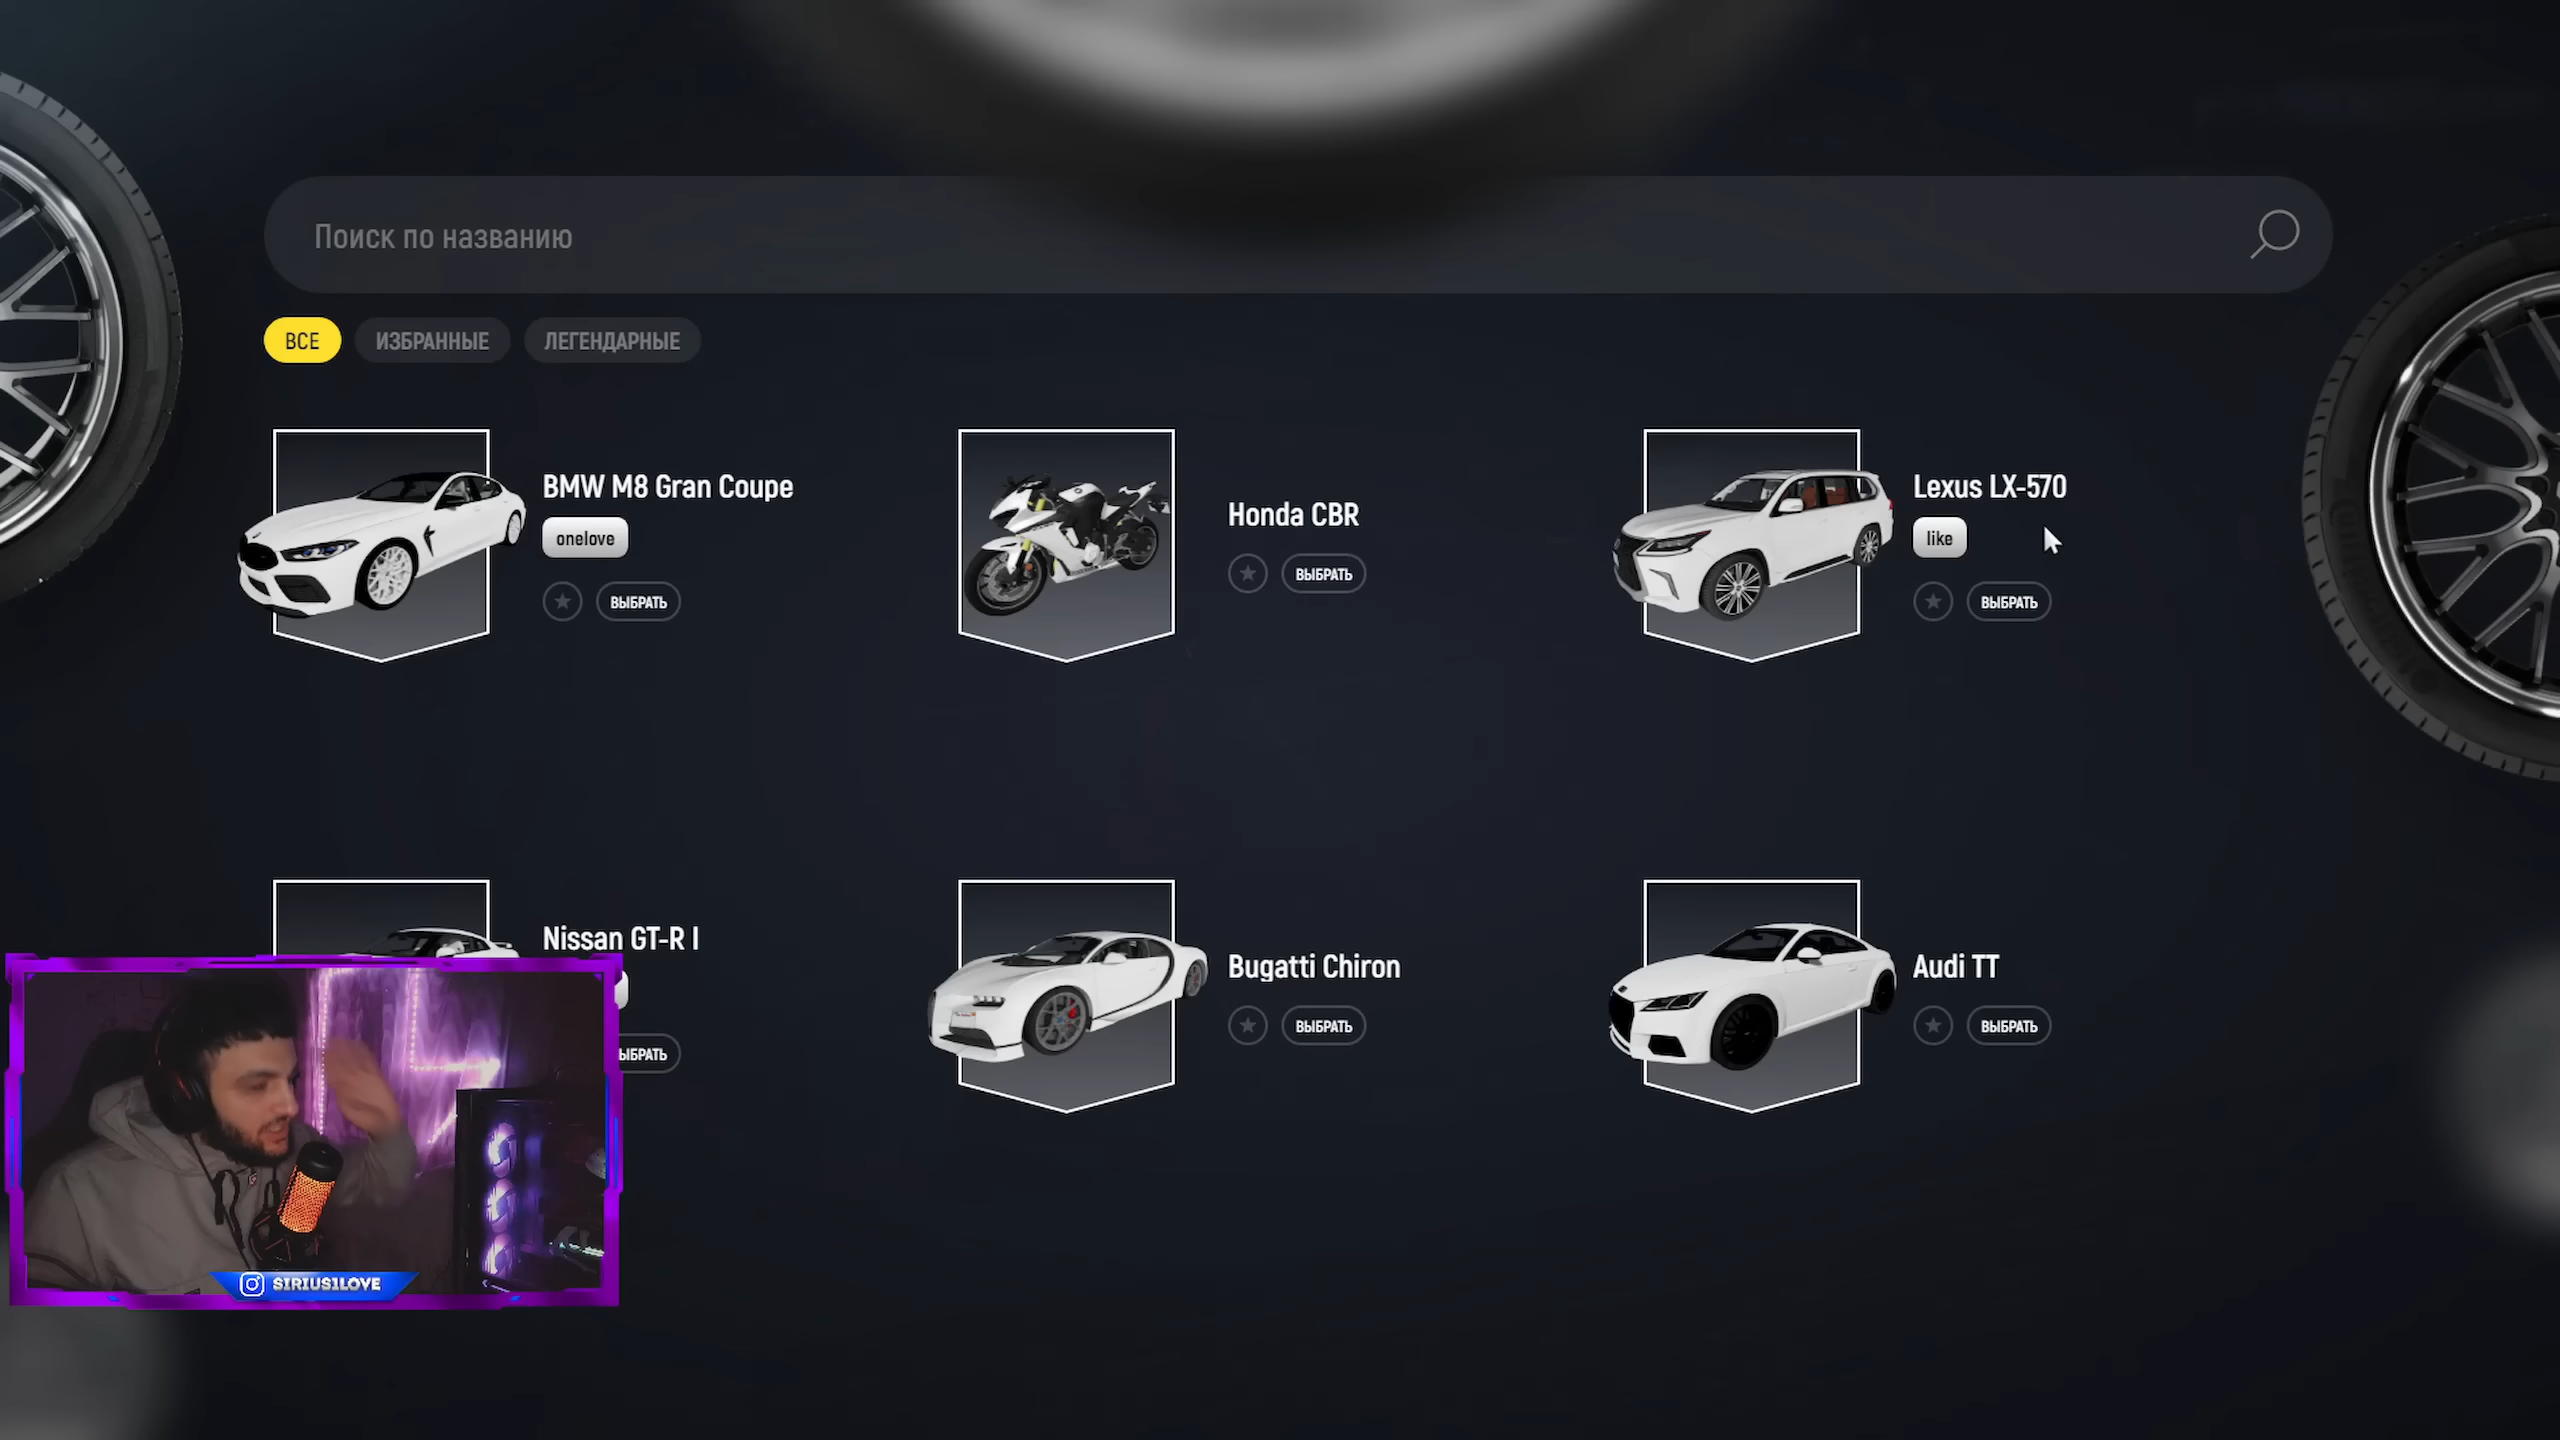 Поиск по названию
ВСЕ
ИЗБРАННЫЕ
ЛЕГЕНДАРНЫЕ
BMW M8 Gran Coupe
onelove
ВЫБРАТЬ
Honda CBR
ВЫБРАТЬ
Lexus LX-570
like
ВЫБРАТЬ
Nissan GT-R I
ЫБРАТЬ
Bugatti Chiron
ВЫБРАТЬ
Audi TT
ВЫБРАТЬ
SIRIUS1LOVE